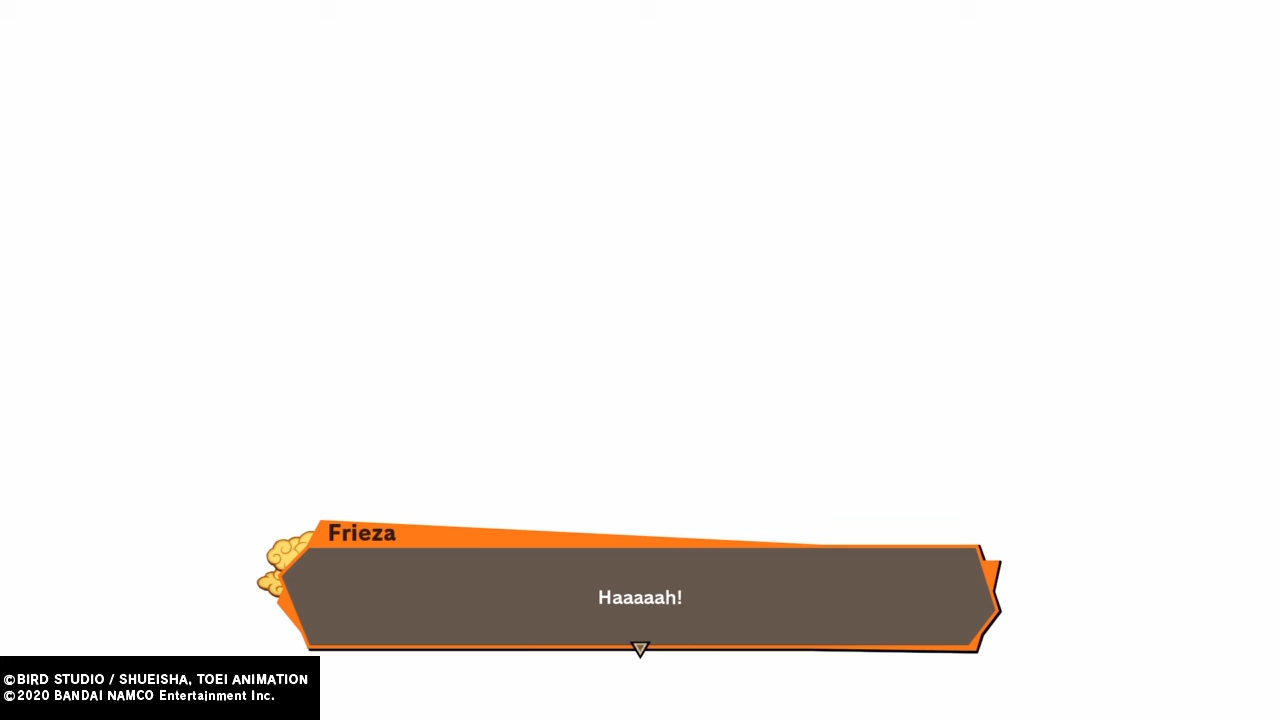 Frieza
Haaaaah!
©BIRD STUDIO / SHUEISHA, TOEI ANIMATION
©2020 BANDAI NAMCO Entertainment Inc.